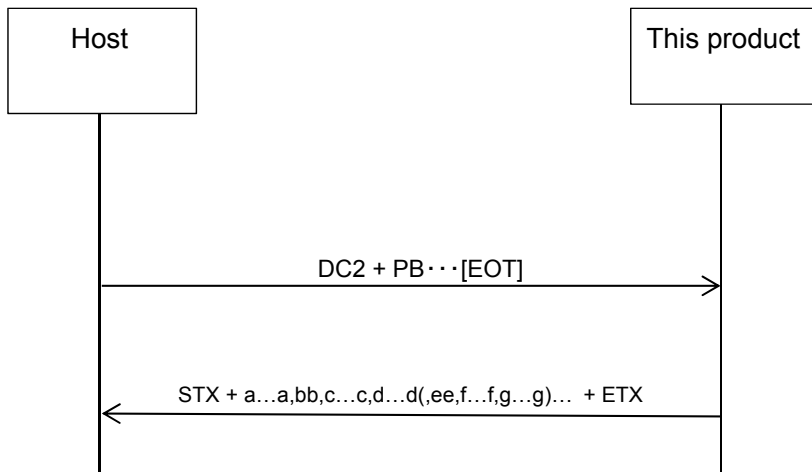 Host
This product
DC2 + PB･･･[EOT]
STX + a…a,bb,c…c,d…d(,ee,f…f,g…g)… + ETX